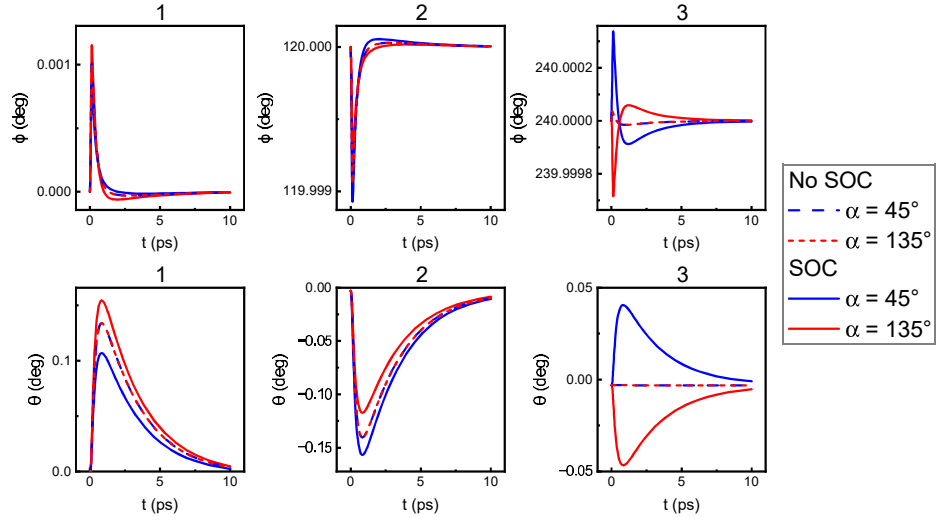 1
2
3
0.001
0.000
ϕ (deg)
0
5
10
t (ps)
120.000
119.999
ϕ (deg)
0
5
10
t (ps)
240.0002
240.0000
239.9998
ϕ (deg)
0
5
10
t (ps)
No SOC
α = 45°
α = 135°
SOC
α = 45°
α = 135°
1
2
3
0.1
0.0
θ (deg)
0
5
10
t (ps)
0.00
−0.05
−0.10
−0.15
θ (deg)
0
5
10
t (ps)
0.05
0.00
−0.05
θ (deg)
0
5
10
t (ps)